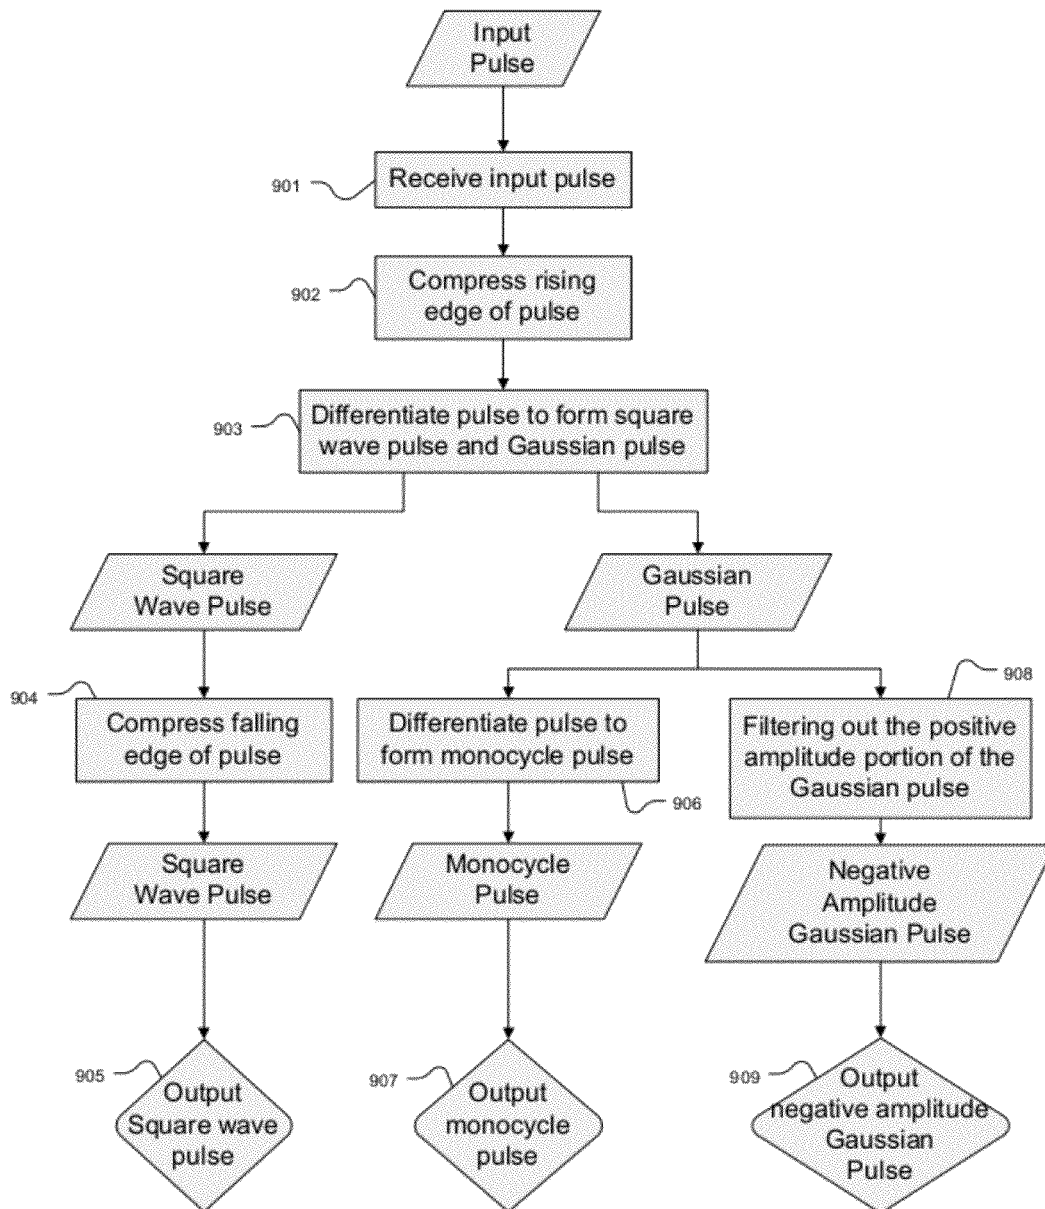 Input
Pulse
901
Receive input pulse
902
Compress rising
edge of pulse
903
Differentiate pulse to form square
wave pulse and Gaussian pulse
Square
Wave Pulse
Gaussian
Pulse
904
Compress falling
edge of pulse
Differentiate pulse to
form monocycle pulse
906
908
Filtering out the positive
amplitude portion of the
Gaussian pulse
Square
Wave Pulse
Monocycle
Pulse
Negative
Amplitude
Gaussian Pulse
905
Output
Square wave
pulse
907
Output
monocycle
pulse
909
Output
negative amplitude
Gaussian
Pulse